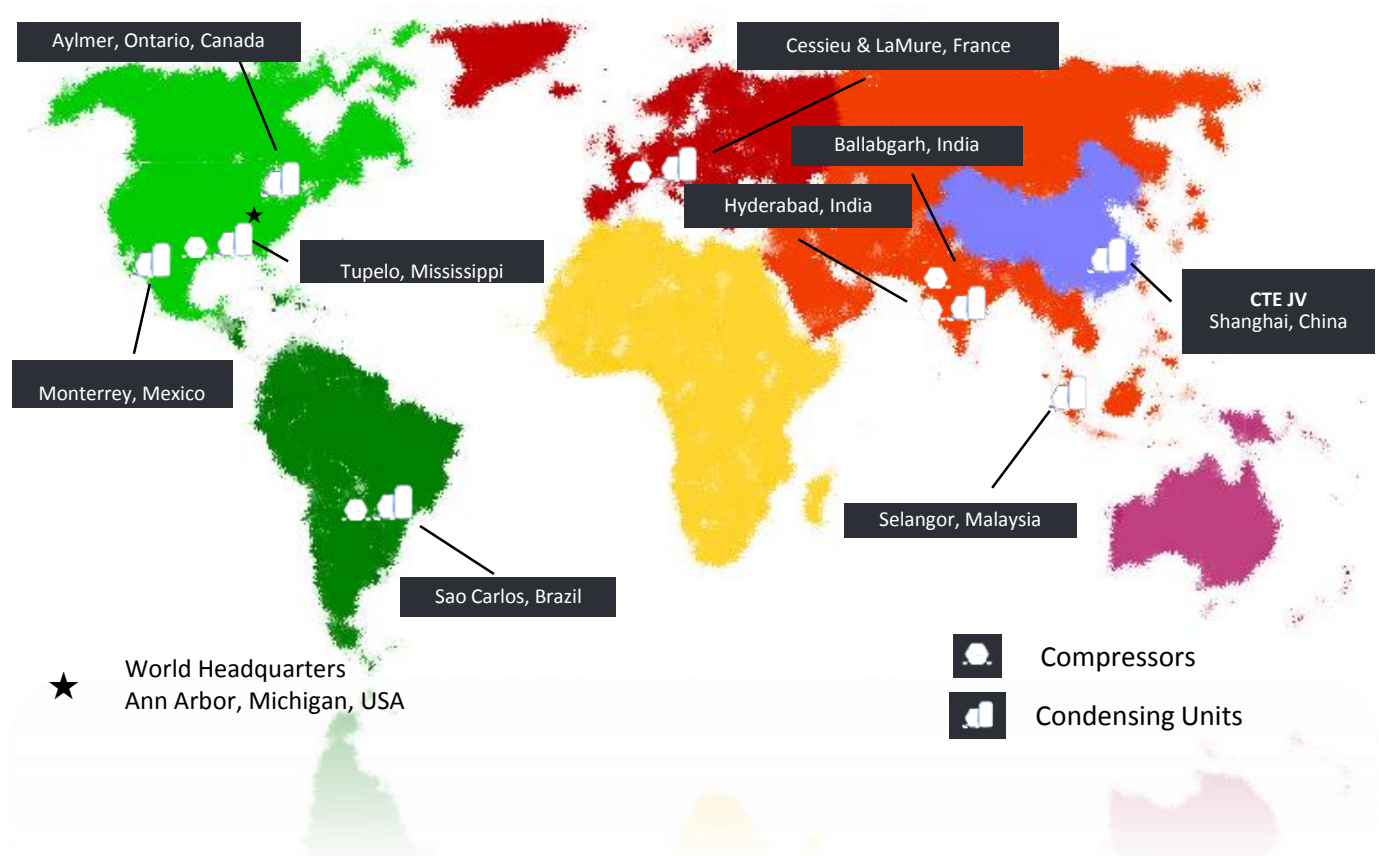 Aylmer, Ontario, Canada
Cessieu & LaMure, France
Ballabgarh, India
Hyderabad, India
Tupelo, Mississippi
CTE JV
Shanghai, China
Monterrey, Mexico
Selangor, Malaysia
Sao Carlos, Brazil
World Headquarters
Ann Arbor, Michigan, USA
Compressors
Condensing Units